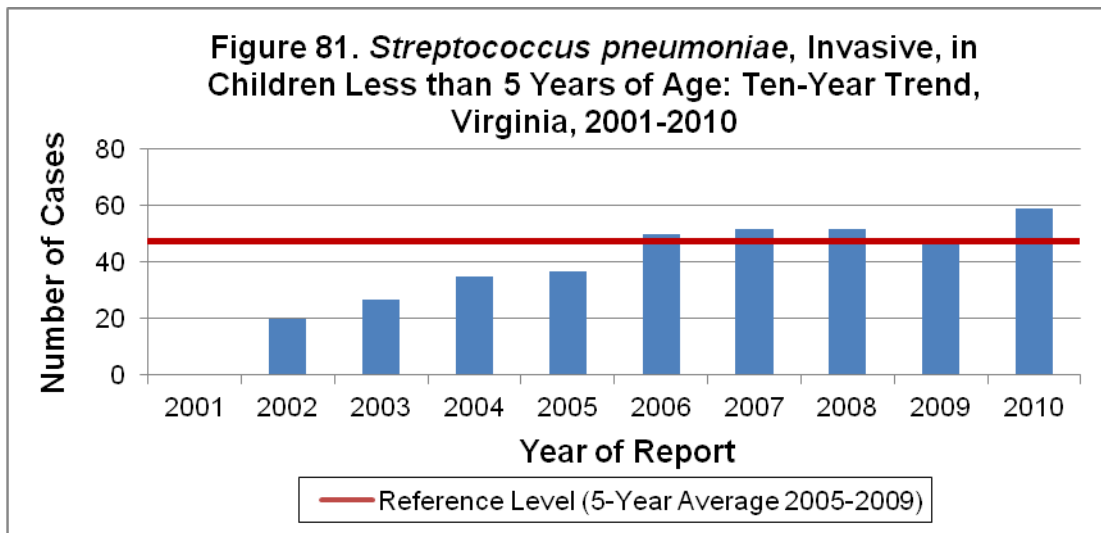 Figure 81. Streptococcus pneumoniae, Invasive, in
Children Less than 5 Years of Age: Ten-Year Trend,
Virginia, 2001-2010
Number of Cases
80
60
40
20
0
2001 2002 2003 2004 2005 2006 2007 2008 2009 2010
Year of Report
Reference Level (5-Year Average 2005-2009)